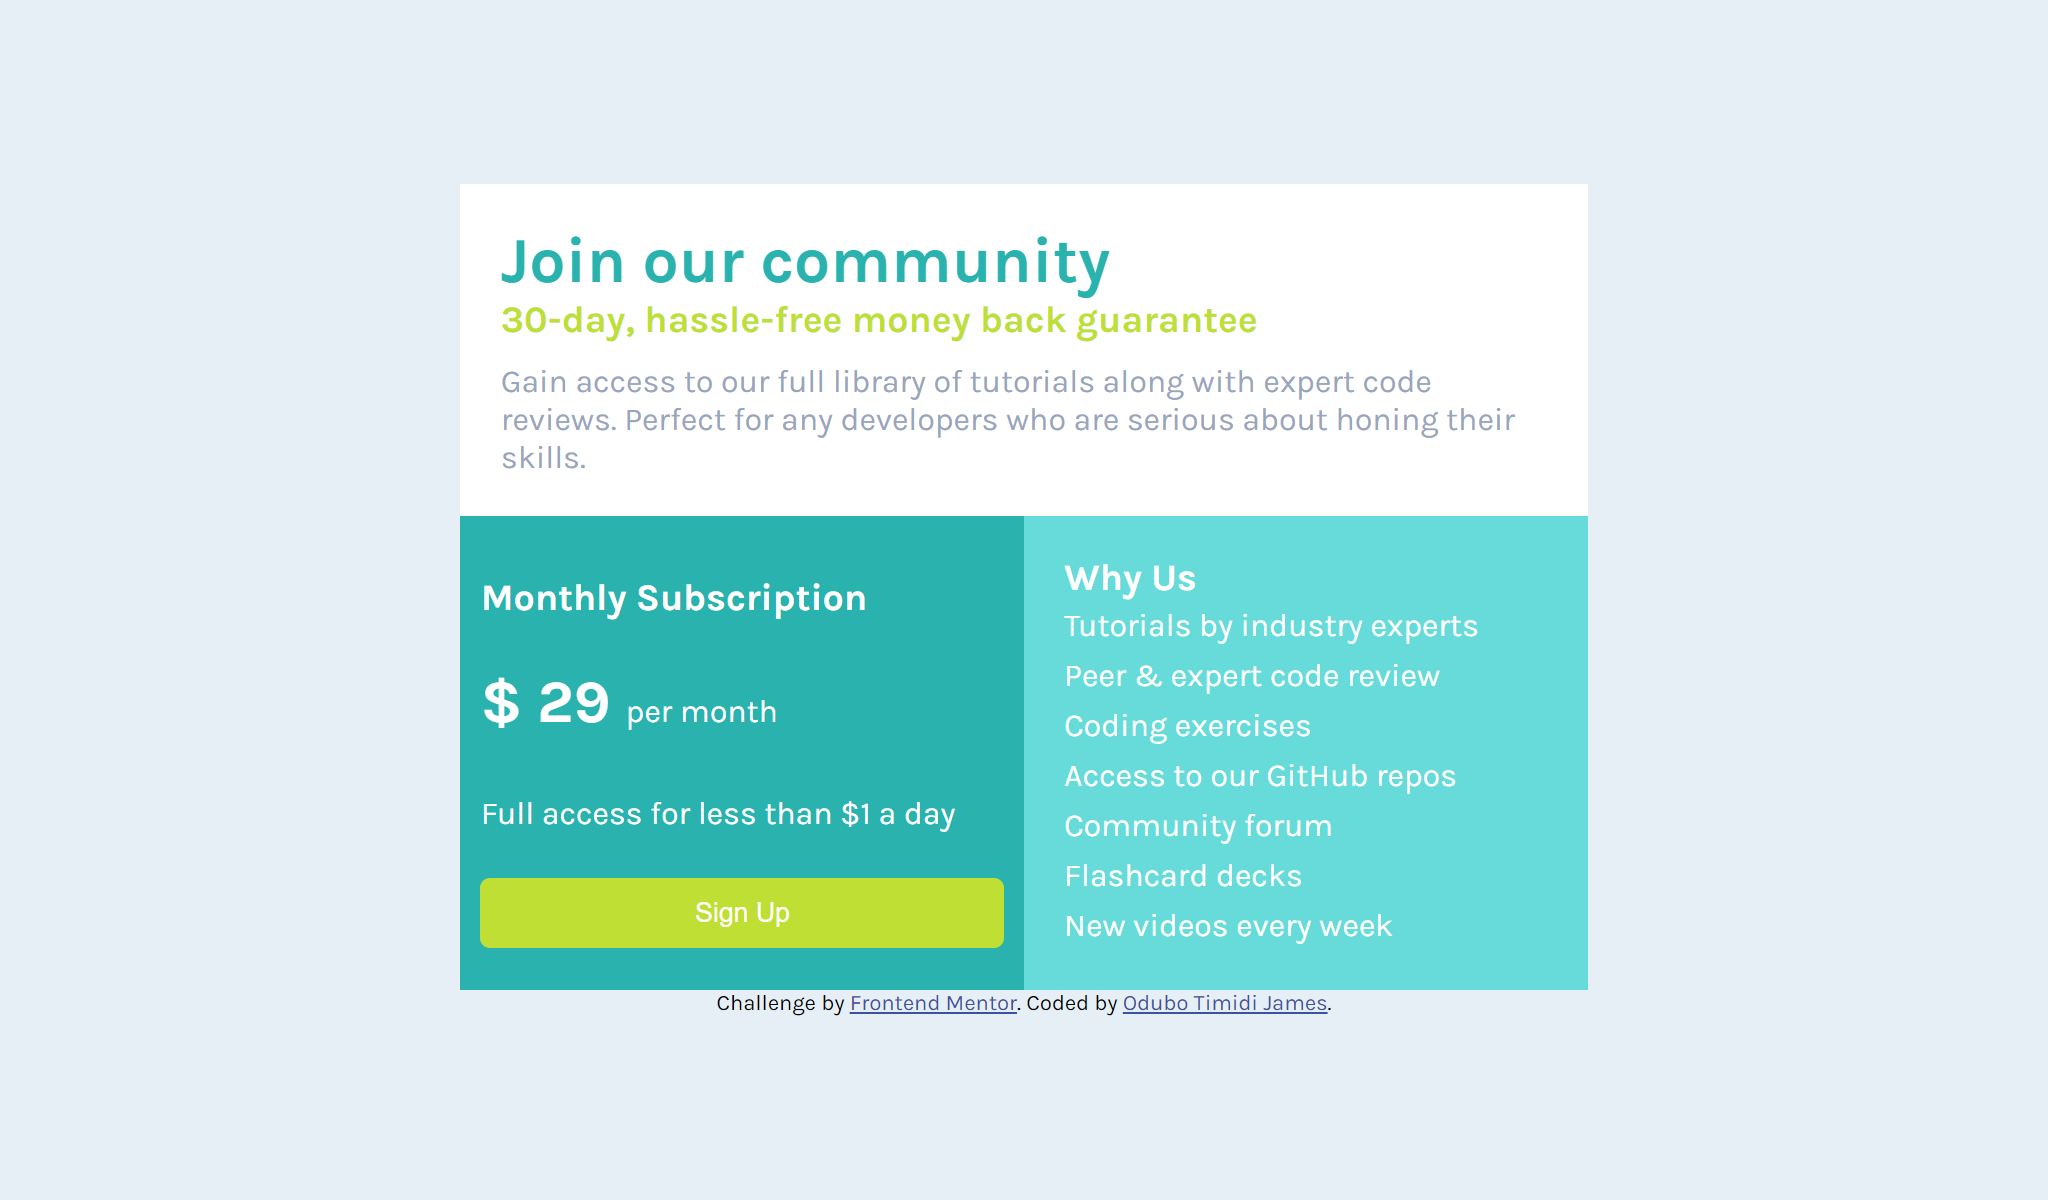 Join our community
30-day, hassle-free money back guarantee
Gain access to our full library of tutorials along with expert code
reviews. Perfect for any developers who are serious about honing their
skills.
Monthly Subscription
$ 29 per month
Full access for less than $1 a day
Sign Up
Why Us
Tutorials by industry experts
Peer & expert code review
Coding exercises
Access to our GitHub repos
Community forum
Flashcard decks
New videos every week
Challenge by Frontend Mentor. Coded by Odubo Timidi James.